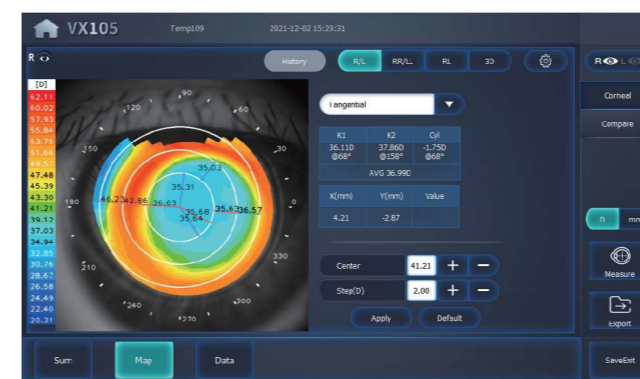 VX105 Temp109 2021-12-02 15:29:31
R History R/L RR/LL RL 3D R L
[D]
62.11
60.02
57.93
55.84
53.75
51.66
49.57
47.48
45.39
43.30
41.21
39.12
37.03
34.94
32.85
30.76
28.67
26.58
24.49
22.40
20.31
90
120 60
150 30
180 0
210 330
240 300
270
35.03
35.31
46.23 42.86 36.63
35.68 35.63 36.57
35.64
Tangential
K1 K2 Cyl
36.11D 37.86D -1.75D
@68° @158° @68°
AVG 36.99D
X(mm) Y(mm) Value
4.21 -2.87
Center 41.21 + −
Step(D) 2.00 + −
Apply Default
Corneal
Compare
D mm
Measure
Export
Sum Map Data SaveExit